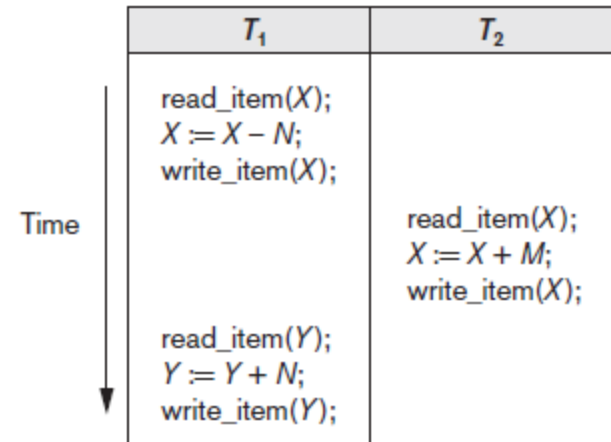 T₁ T₂
read_item(X);
X := X – N;
write_item(X);
Time
read_item(X);
X := X + M;
write_item(X);
read_item(Y);
Y := Y + N;
write_item(Y);